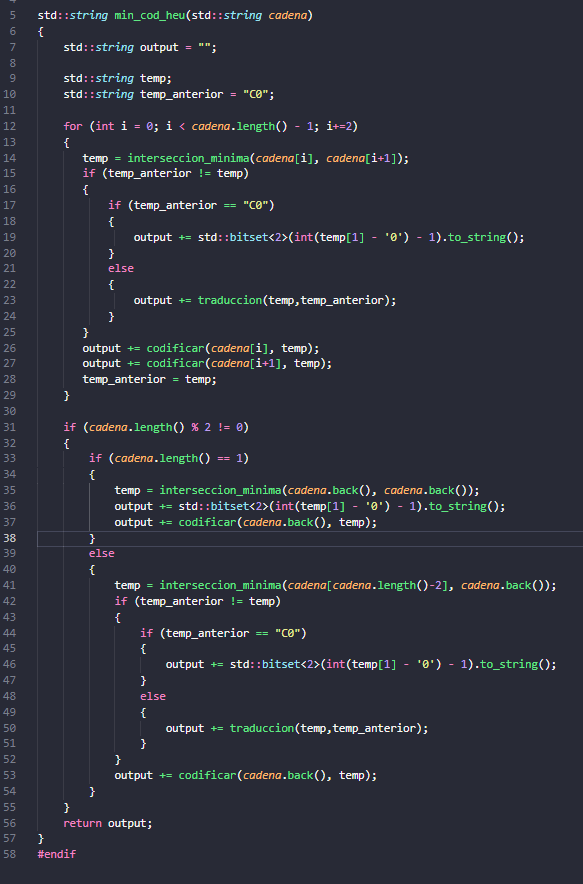 5 std::string min_cod_heu(std::string cadena)
6 {
7     std::string output = "";
8
9     std::string temp;
10     std::string temp_anterior = "C0";
11
12     for (int i = 0; i < cadena.length() - 1; i+=2)
13     {
14        temp = interseccion_minima(cadena[i], cadena[i+1]);
15        if (temp_anterior != temp)
16        {
17            if (temp_anterior == "C0")
18            {
19                output += std::bitset<2>(int(temp[1] - '0') - 1).to_string();
20            }
21            else
22            {
23                output += traduccion(temp,temp_anterior);
24            }
25        }
26        output += codificar(cadena[i], temp);
27        output += codificar(cadena[i+1], temp);
28        temp_anterior = temp;
29     }
30
31     if (cadena.length() % 2 != 0)
32     {
33         if (cadena.length() == 1)
34         {
35             temp = interseccion_minima(cadena.back(), cadena.back());
36             output += std::bitset<2>(int(temp[1] - '0') - 1).to_string();
37             output += codificar(cadena.back(), temp);
38         }
39         else
40         {
41             temp = interseccion_minima(cadena[cadena.length()-2], cadena.back());
42             if (temp_anterior != temp)
43             {
44                 if (temp_anterior == "C0")
45                 {
46                     output += std::bitset<2>(int(temp[1] - '0') - 1).to_string();
47                 }
48                 else
49                 {
50                     output += traduccion(temp,temp_anterior);
51                 }
52             }
53             output += codificar(cadena.back(), temp);
54         }
55     }
56     return output;
57 }
58 #endif